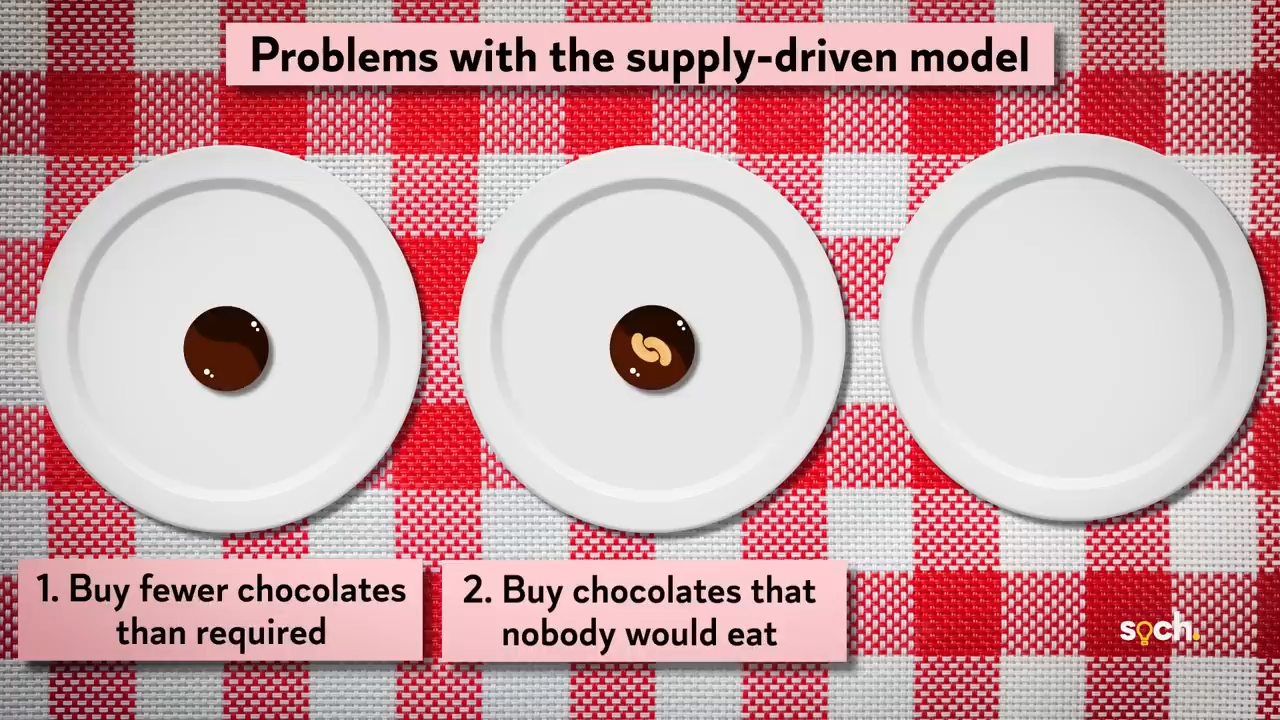 Problems with the supply-driven model
1. Buy fewer chocolates
than required
2. Buy chocolates that
nobody would eat
soch.